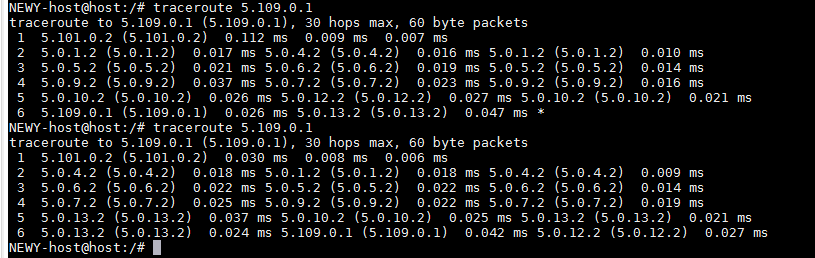 NEWY-host@host:/# traceroute 5.109.0.1
traceroute to 5.109.0.1 (5.109.0.1), 30 hops max, 60 byte packets
 1  5.101.0.2 (5.101.0.2)  0.112 ms  0.009 ms  0.007 ms
 2  5.0.1.2 (5.0.1.2)  0.017 ms 5.0.4.2 (5.0.4.2)  0.016 ms 5.0.1.2 (5.0.1.2)  0.010 ms
 3  5.0.5.2 (5.0.5.2)  0.021 ms 5.0.6.2 (5.0.6.2)  0.019 ms 5.0.5.2 (5.0.5.2)  0.014 ms
 4  5.0.9.2 (5.0.9.2)  0.037 ms 5.0.7.2 (5.0.7.2)  0.023 ms 5.0.9.2 (5.0.9.2)  0.016 ms
 5  5.0.10.2 (5.0.10.2)  0.026 ms 5.0.12.2 (5.0.12.2)  0.027 ms 5.0.10.2 (5.0.10.2)  0.021 ms
 6  5.109.0.1 (5.109.0.1)  0.026 ms 5.0.13.2 (5.0.13.2)  0.047 ms *
NEWY-host@host:/# traceroute 5.109.0.1
traceroute to 5.109.0.1 (5.109.0.1), 30 hops max, 60 byte packets
 1  5.101.0.2 (5.101.0.2)  0.030 ms  0.008 ms  0.006 ms
 2  5.0.4.2 (5.0.4.2)  0.018 ms 5.0.1.2 (5.0.1.2)  0.018 ms 5.0.4.2 (5.0.4.2)  0.009 ms
 3  5.0.6.2 (5.0.6.2)  0.022 ms 5.0.5.2 (5.0.5.2)  0.022 ms 5.0.6.2 (5.0.6.2)  0.014 ms
 4  5.0.7.2 (5.0.7.2)  0.025 ms 5.0.9.2 (5.0.9.2)  0.022 ms 5.0.7.2 (5.0.7.2)  0.019 ms
 5  5.0.13.2 (5.0.13.2)  0.037 ms 5.0.10.2 (5.0.10.2)  0.025 ms 5.0.13.2 (5.0.13.2)  0.021 ms
 6  5.0.13.2 (5.0.13.2)  0.024 ms 5.109.0.1 (5.109.0.1)  0.042 ms 5.0.12.2 (5.0.12.2)  0.027 ms
NEWY-host@host:/#